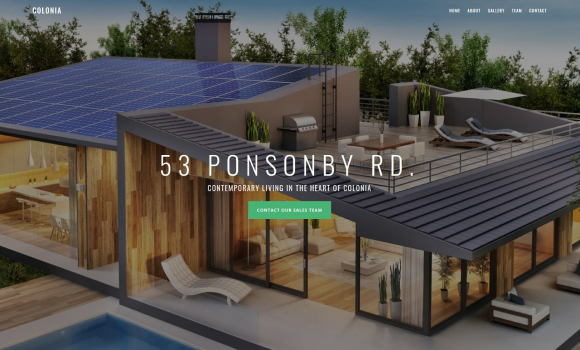 COLONIA
HOME ABOUT GALLERY TEAM CONTACT
53 PONSONBY RD.
CONTEMPORARY LIVING IN THE HEART OF COLONIA
CONTACT OUR SALES TEAM